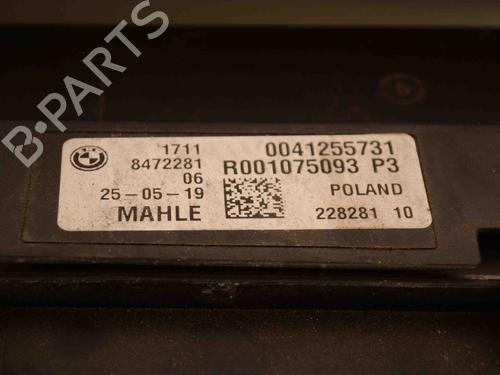 B-PARTS
1711 0041255731
8472281 R001075093 P3
06
25-05-19 POLAND
MAHLE 228281 10